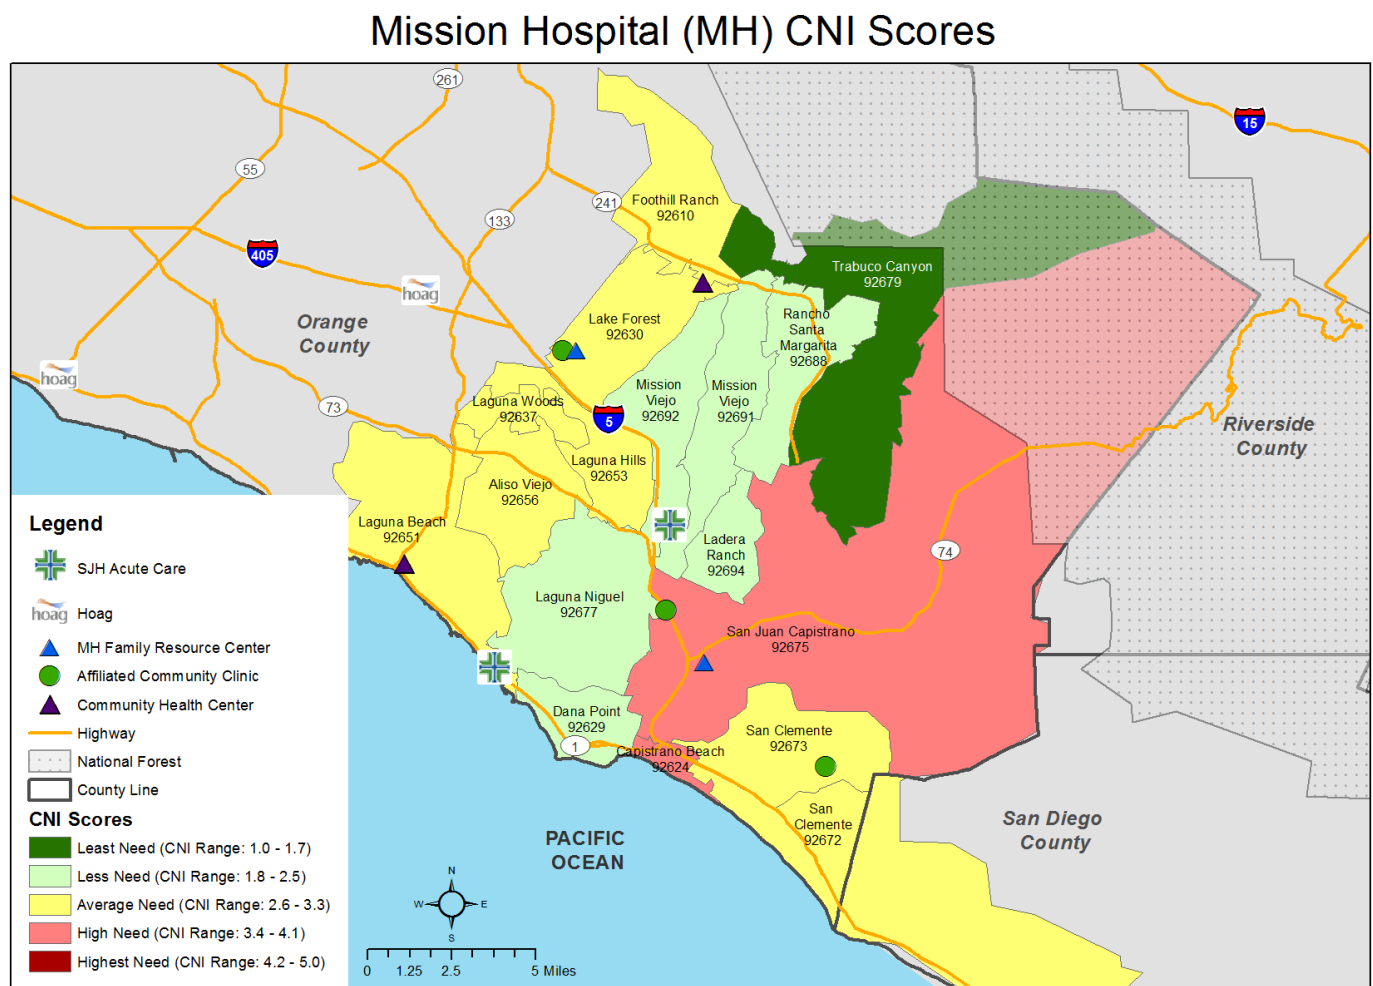 Mission Hospital (MH) CNI Scores
261
15
55
241
Foothill Ranch
92610
133
405
Trabuco Canyon
92679
hoag
Orange
County
Lake Forest
92630
Rancho
Santa
Margarita
92688
hoag
73
Laguna Woods
92637
Mission
Viejo
92692
Mission
Viejo
92691
5
Riverside
County
Laguna Hills
92653
Aliso Viejo
92656
Laguna Beach
92651
Ladera
Ranch
92694
74
Laguna Niguel
92677
San Juan Capistrano
92675
Dana Point
92629
1
Capistrano Beach
92624
San Clemente
92673
San
Clemente
92672
San Diego
County
PACIFIC
OCEAN
N
W
E
S
0 1.25 2.5 5 Miles
Legend
SJH Acute Care
hoag
Hoag
MH Family Resource Center
Affiliated Community Clinic
Community Health Center
Highway
National Forest
County Line
CNI Scores
Least Need (CNI Range: 1.0 - 1.7)
Less Need (CNI Range: 1.8 - 2.5)
Average Need (CNI Range: 2.6 - 3.3)
High Need (CNI Range: 3.4 - 4.1)
Highest Need (CNI Range: 4.2 - 5.0)